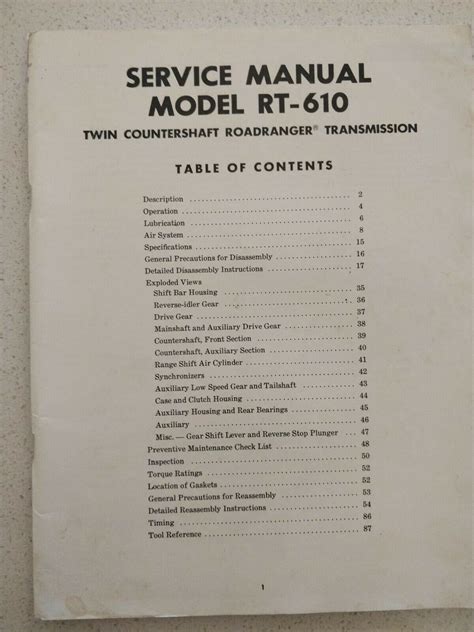 SERVICE MANUAL
MODEL RT-610
TWIN COUNTERSHAFT ROADRANGER® TRANSMISSION
TABLE OF CONTENTS
Description ........................................ 2
Operation ........................................ 4
Lubrication ........................................ 6
Air System ........................................ 8
Specifications ........................................ 15
General Precautions for Disassembly .................... 16
Detailed Disassembly Instructions .................... 17
Exploded Views
Shift Bar Housing .................... 35
Reverse-idler Gear .................... 36
Drive Gear .................... 37
Mainshaft and Auxiliary Drive Gear .................... 38
Countershaft, Front Section .................... 39
Countershaft, Auxiliary Section .................... 40
Range Shift Air Cylinder .................... 41
Synchronizers .................... 42
Auxiliary Low Speed Gear and Tailshaft .................... 43
Case and Clutch Housing .................... 44
Auxiliary Housing and Rear Bearings .................... 45
Auxiliary .................... 46
Misc. — Gear Shift Lever and Reverse Stop Plunger ... 47
Preventive Maintenance Check List .................... 48
Inspection .................... 50
Torque Ratings .................... 52
Location of Gaskets .................... 52
General Precautions for Reassembly .................... 53
Detailed Reassembly Instructions .................... 54
Timing .................... 86
Tool Reference .................... 87
1